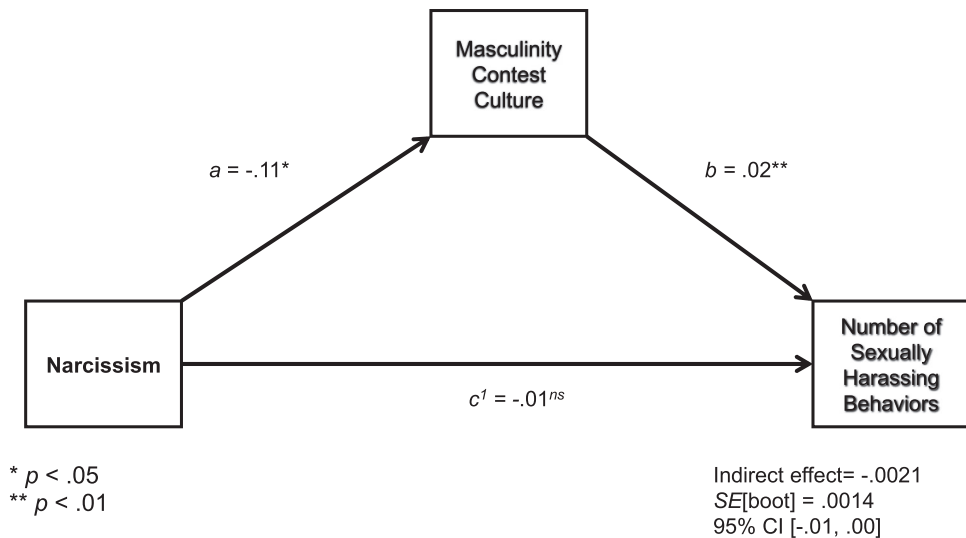 Masculinity
Contest
Culture
a = -.11*
b = .02**
Narcissism
Number of
Sexually
Harassing
Behaviors
c¹ = -.01ⁿˢ
* p < .05
** p < .01
Indirect effect= -.0021
SE[boot] = .0014
95% CI [-.01, .00]